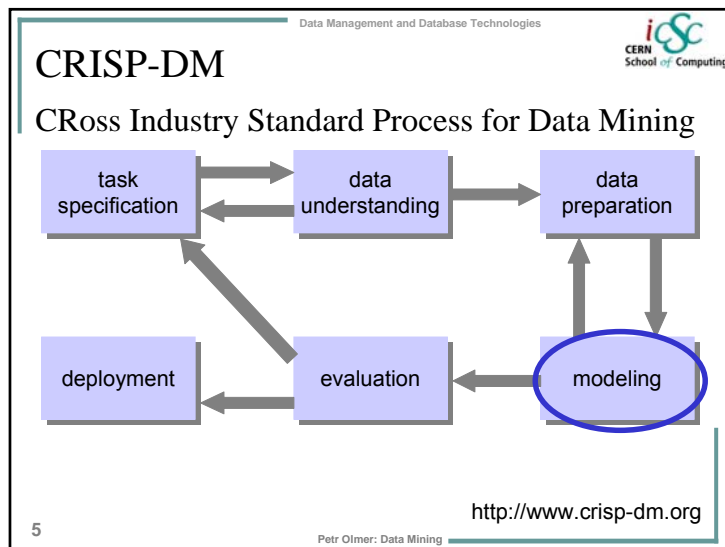 Data Management and Database Technologies
iCSC
CERN
School of Computing
CRISP-DM
CRoss Industry Standard Process for Data Mining
task
specification
data
understanding
data
preparation
deployment
evaluation
modeling
http://www.crisp-dm.org
5
Petr Olmer: Data Mining